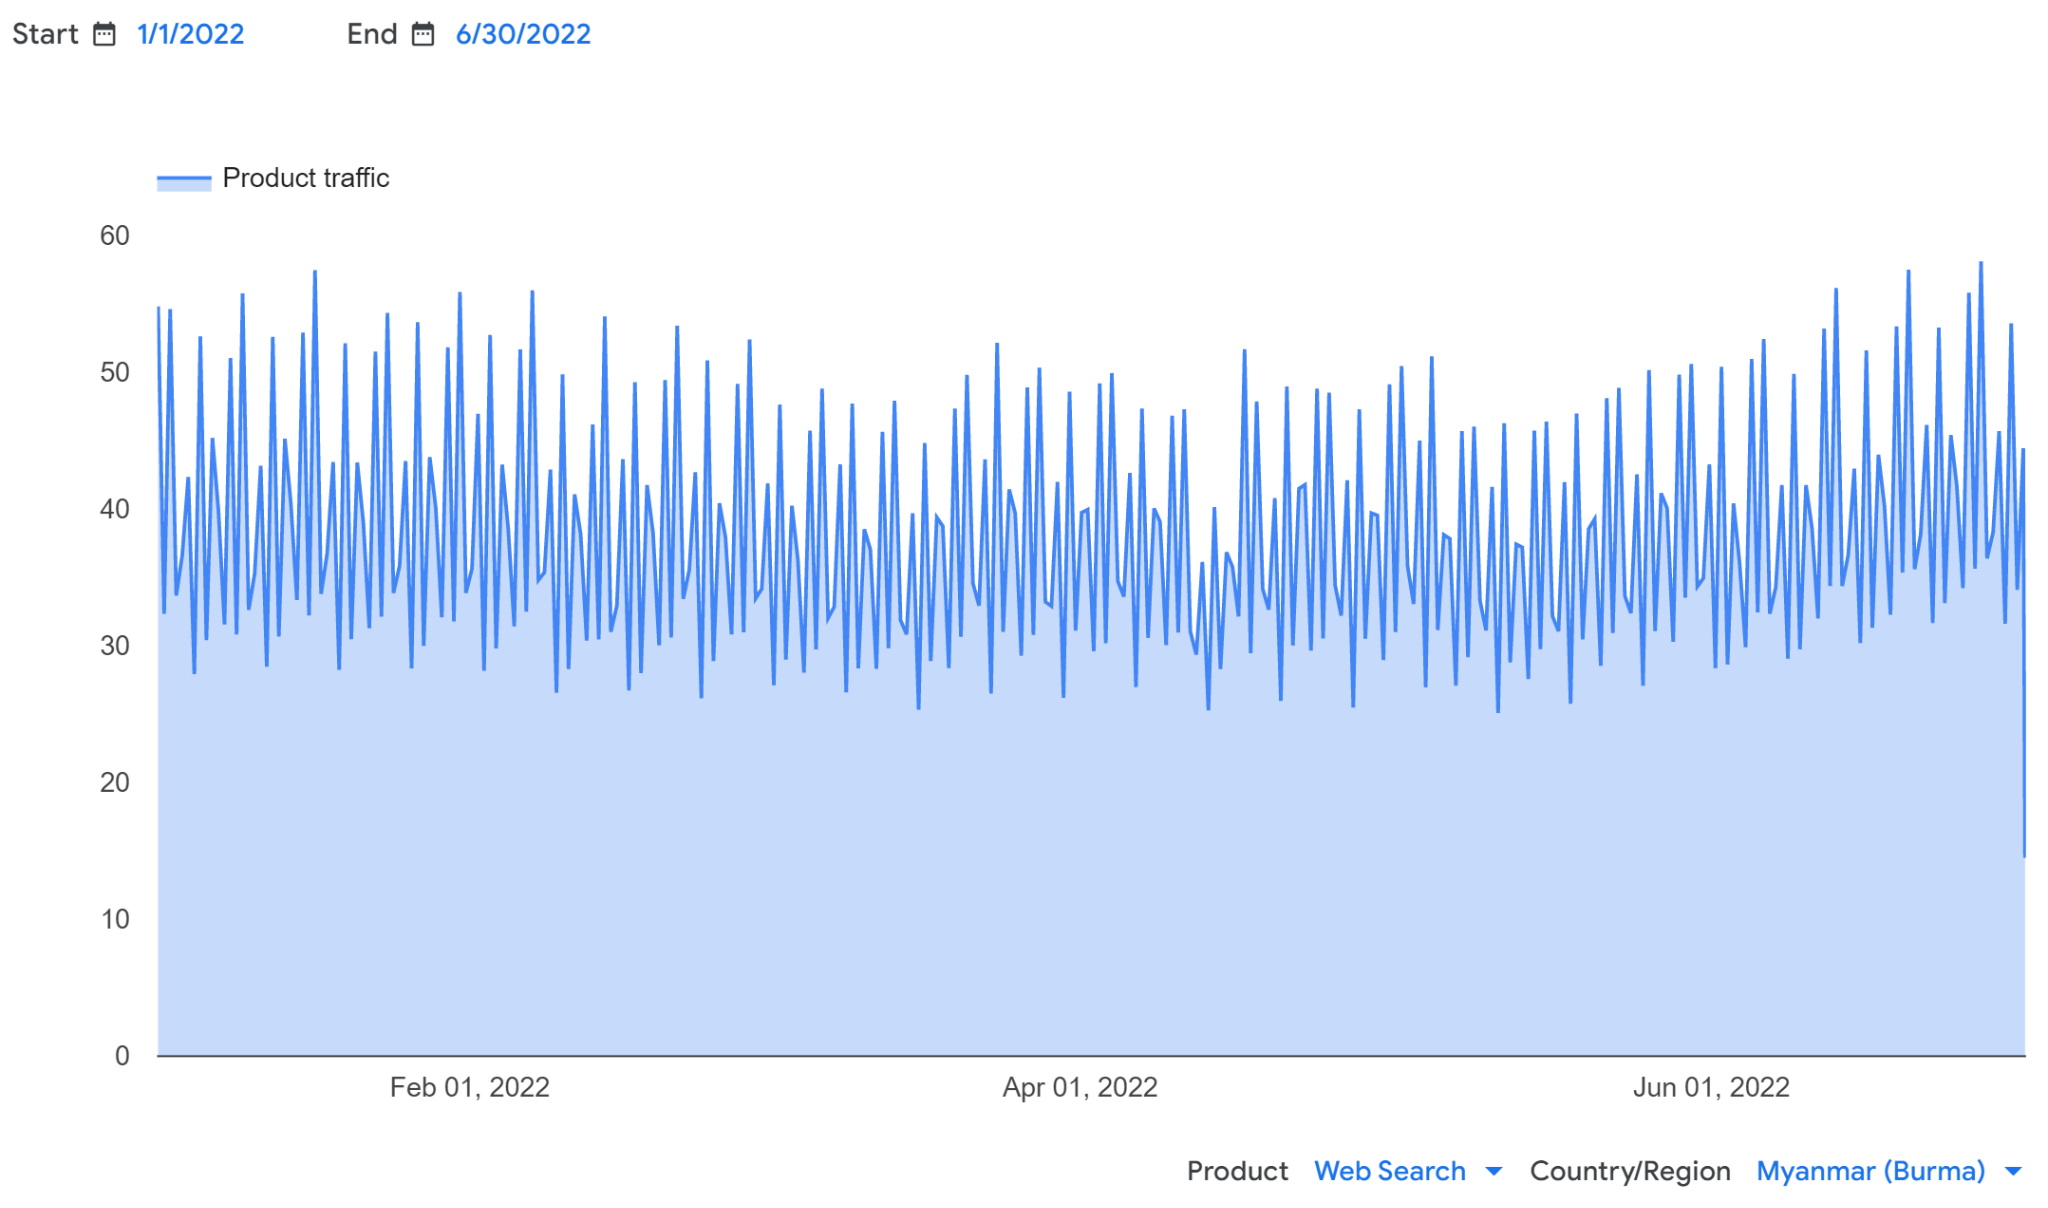 Start 1/1/2022 End 6/30/2022
Product traffic
60
50
40
30
20
10
0
Feb 01, 2022 Apr 01, 2022 Jun 01, 2022
Product Web Search Country/Region Myanmar (Burma)